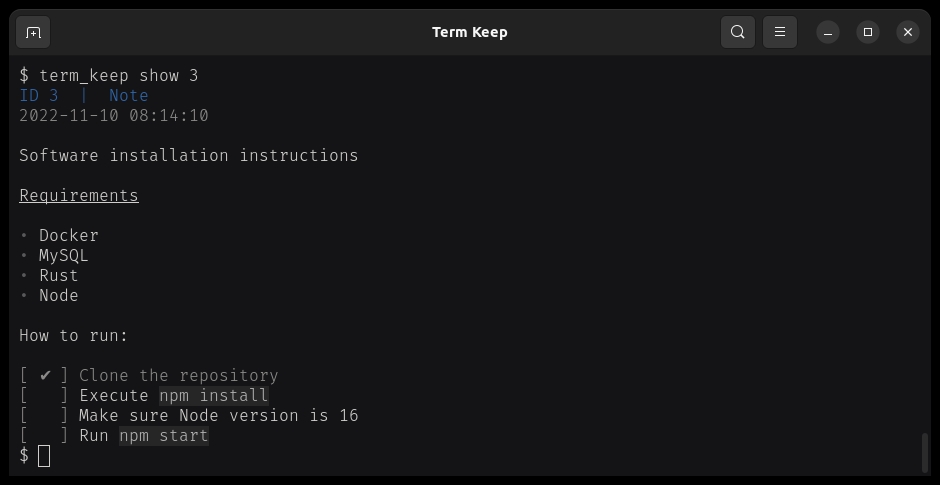 Term Keep
$ term_keep show 3
ID 3 | Note
2022-11-10 08:14:10
Software installation instructions
Requirements
• Docker
• MySQL
• Rust
• Node
How to run:
[ ✔ ] Clone the repository
[   ] Execute npm install
[   ] Make sure Node version is 16
[   ] Run npm start
$